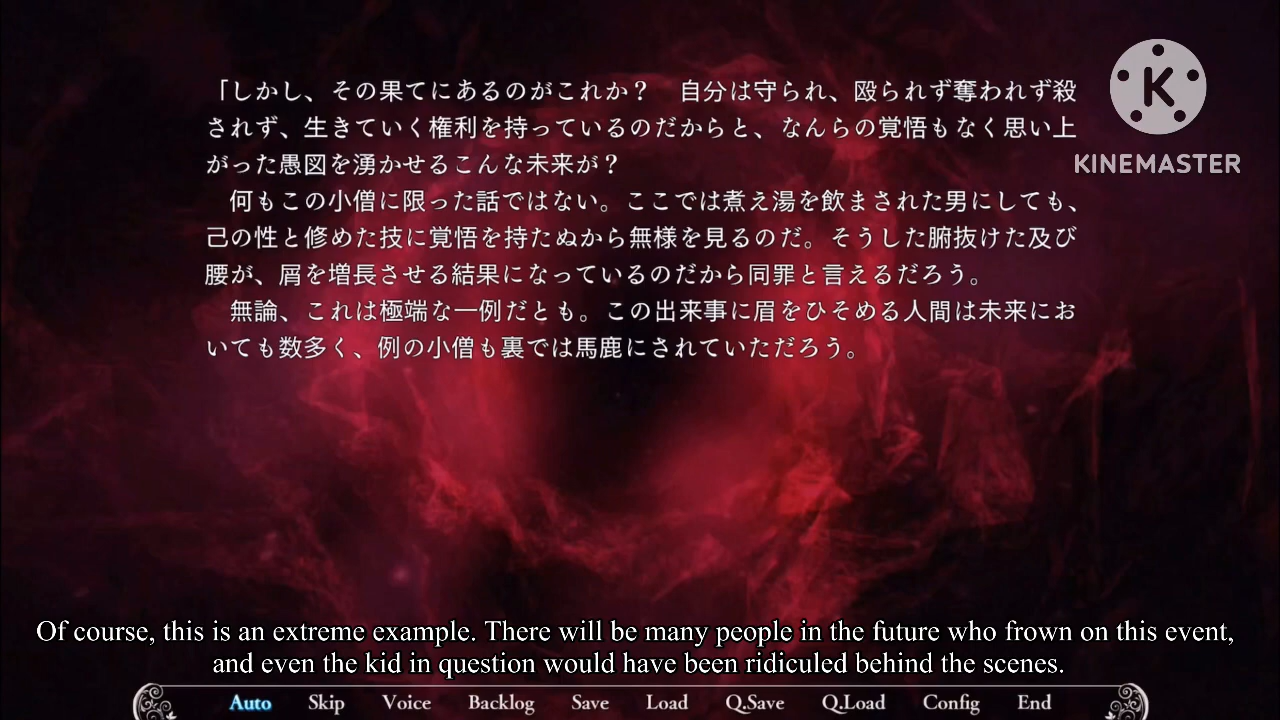 「しかし、その果てにあるのがこれか？　自分は守られ、殴られず奪われず殺
されず、生きていく権利を持っているのだからと、なんらの覚悟もなく思い上
がった愚図を湧かせるこんな未来が？
何もこの小僧に限った話ではない。ここでは煮え湯を飲まされた男にしても、
己の性と修めた技に覚悟を持たぬから無様を見るのだ。そうした腑抜けた及び
腰が、屑を増長させる結果になっているのだから同罪と言えるだろう。
無論、これは極端な一例だとも。この出来事に眉をひそめる人間は未来にお
いても数多く、例の小僧も裏では馬鹿にされていただろう。
K
KINEMASTER
Of course, this is an extreme example. There will be many people in the future who frown on this event,
and even the kid in question would have been ridiculed behind the scenes.
Auto Skip Voice Backlog Save Load Q.Save Q.Load Config End